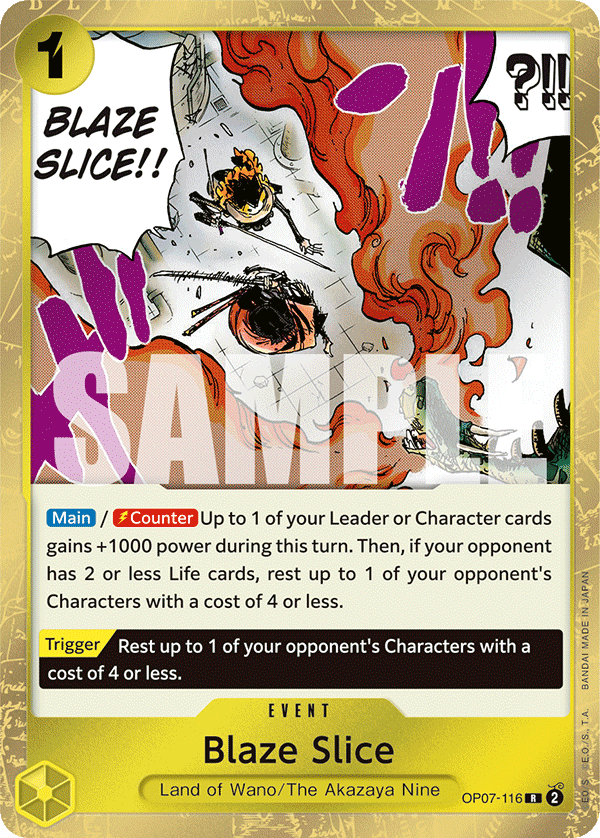 1
BLAZE
SLICE!!
?!!
SAMPLE
Main / Counter Up to 1 of your Leader or Character cards
gains +1000 power during this turn. Then, if your opponent
has 2 or less Life cards, rest up to 1 of your opponent's
Characters with a cost of 4 or less.
Trigger Rest up to 1 of your opponent's Characters with a
cost of 4 or less.
EVENT
Blaze Slice
Land of Wano/The Akazaya Nine
OP07-116 R 2
BANDAI MADE IN JAPAN